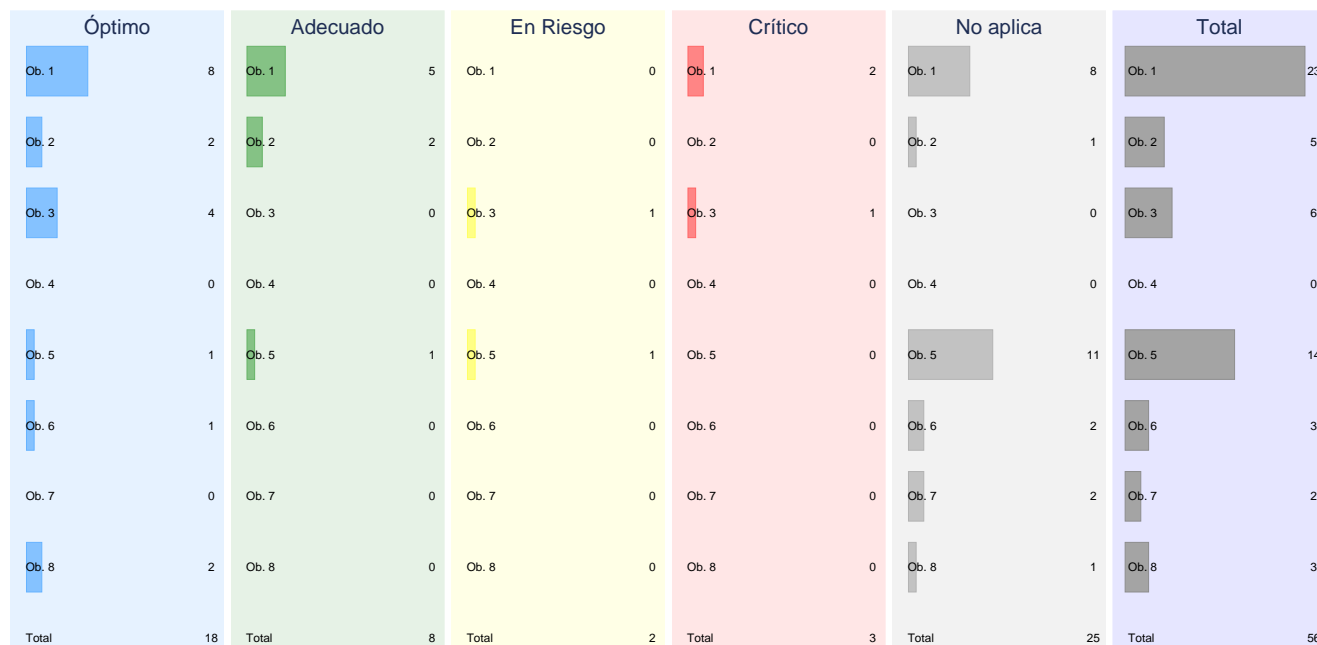 Óptimo Adecuado En Riesgo Crítico No aplica Total
Ob. 1 8 Ob. 1 5 Ob. 1 0 Ob. 1 2 Ob. 1 8 Ob. 1 23
Ob. 2 2 Ob. 2 2 Ob. 2 0 Ob. 2 0 Ob. 2 1 Ob. 2 5
Ob. 3 4 Ob. 3 0 Ob. 3 1 Ob. 3 1 Ob. 3 0 Ob. 3 6
Ob. 4 0 Ob. 4 0 Ob. 4 0 Ob. 4 0 Ob. 4 0 Ob. 4 0
Ob. 5 1 Ob. 5 1 Ob. 5 1 Ob. 5 0 Ob. 5 11 Ob. 5 14
Ob. 6 1 Ob. 6 0 Ob. 6 0 Ob. 6 0 Ob. 6 2 Ob. 6 3
Ob. 7 0 Ob. 7 0 Ob. 7 0 Ob. 7 0 Ob. 7 2 Ob. 7 2
Ob. 8 2 Ob. 8 0 Ob. 8 0 Ob. 8 0 Ob. 8 1 Ob. 8 3
Total 18 Total 8 Total 2 Total 3 Total 25 Total 56